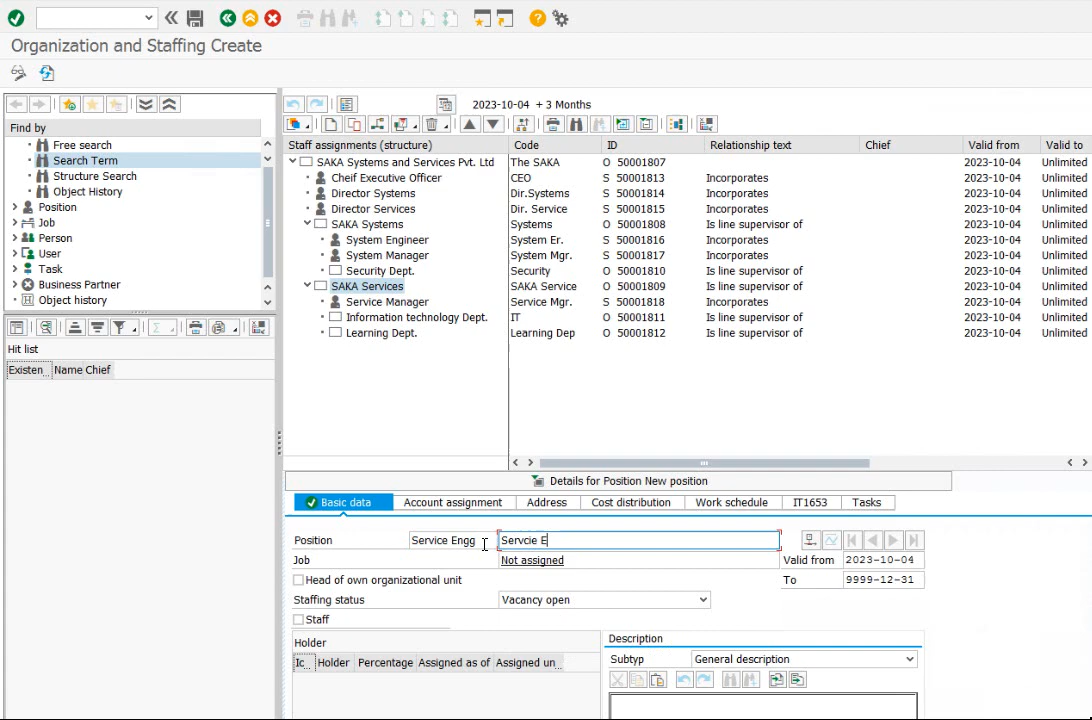 Organization and Staffing Create
2023-10-04 + 3 Months
Find by
Free search
Search Term
Structure Search
Object History
Position
Job
Person
User
Task
Business Partner
Object history
Hit list
Existen... Name Chief
Staff assignments (structure) Code ID Relationship text Chief Valid from Valid to
SAKA Systems and Services Pvt. Ltd The SAKA O 50001807 2023-10-04 Unlimited
Cheif Executive Officer CEO S 50001813 Incorporates 2023-10-04 Unlimited
Director Systems Dir.Systems S 50001814 Incorporates 2023-10-04 Unlimited
Director Services Dir. Service S 50001815 Incorporates 2023-10-04 Unlimited
SAKA Systems Systems O 50001808 Is line supervisor of 2023-10-04 Unlimited
System Engineer System Er. S 50001816 Incorporates 2023-10-04 Unlimited
System Manager System Mgr. S 50001817 Incorporates 2023-10-04 Unlimited
Security Dept. Security O 50001810 Is line supervisor of 2023-10-04 Unlimited
SAKA Services SAKA Service O 50001809 Is line supervisor of 2023-10-04 Unlimited
Service Manager Service Mgr. S 50001818 Incorporates 2023-10-04 Unlimited
Information technology Dept. IT O 50001811 Is line supervisor of 2023-10-04 Unlimited
Learning Dept. Learning Dep O 50001812 Is line supervisor of 2023-10-04 Unlimited
Details for Position New position
Basic data Account assignment Address Cost distribution Work schedule IT1653 Tasks
Position Service Engg Servcie E
Job Not assigned Valid from 2023-10-04
Head of own organizational unit To 9999-12-31
Staffing status Vacancy open
Staff
Holder
Ic... Holder Percentage Assigned as of Assigned un...
Description
Subtyp General description